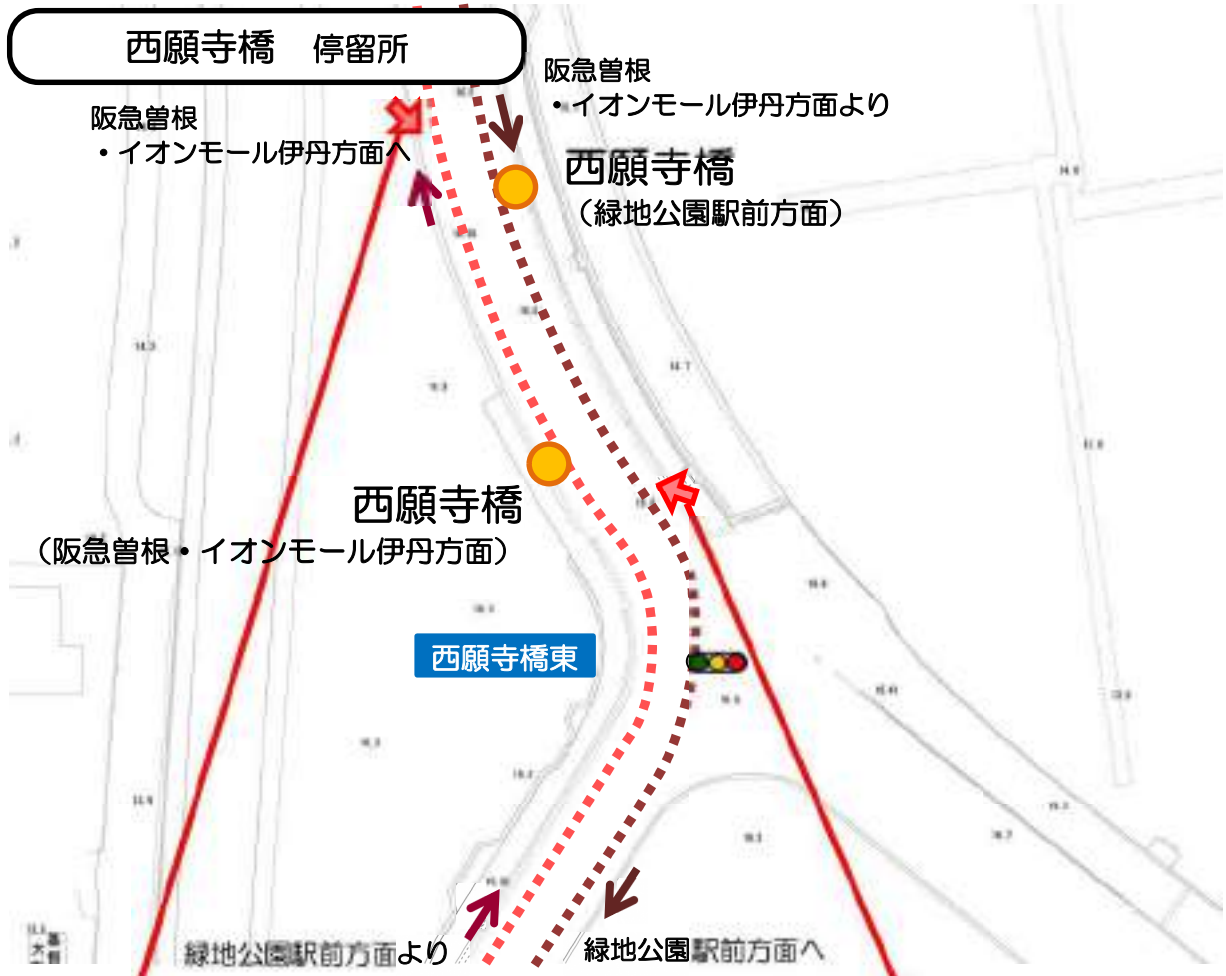 西願寺橋 停留所
阪急曽根
・イオンモール伊丹方面より
阪急曽根
・イオンモール伊丹方面へ
西願寺橋
(緑地公園駅前方面)
西願寺橋
(阪急曽根・イオンモール伊丹方面)
西願寺橋東
緑地公園駅前方面より
緑地公園駅前方面へ